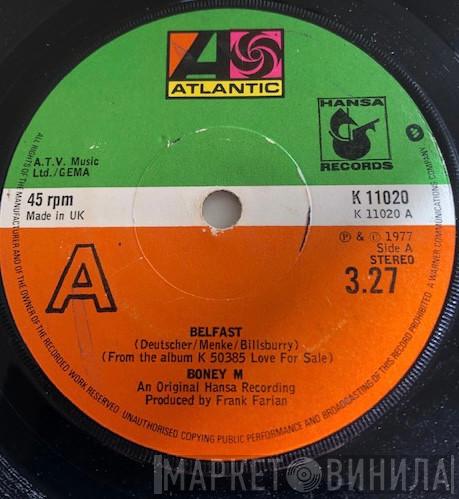 ATLANTIC
HANSA
RECORDS
A.T.V. Music
Ltd./GEMA
45 rpm
Made in UK
K 11020
K 11020 A
℗ & © 1977
Side A
STEREO
3.27
A
BELFAST
(Deutscher/Menke/Billsburry)
(From the album K 50385 Love For Sale)
BONEY M
An Original Hansa Recording
Produced by Frank Farian
ALL RIGHTS OF THE MANUFACTURER AND OF THE OWNER OF THE RECORDED WORK RESERVED. UNAUTHORISED COPYING PUBLIC PERFORMANCE AND BROADCASTING OF THIS RECORD PROHIBITED
A WARNER COMMUNICATIONS COMPANY
МАРКЕТ ВИНИЛА